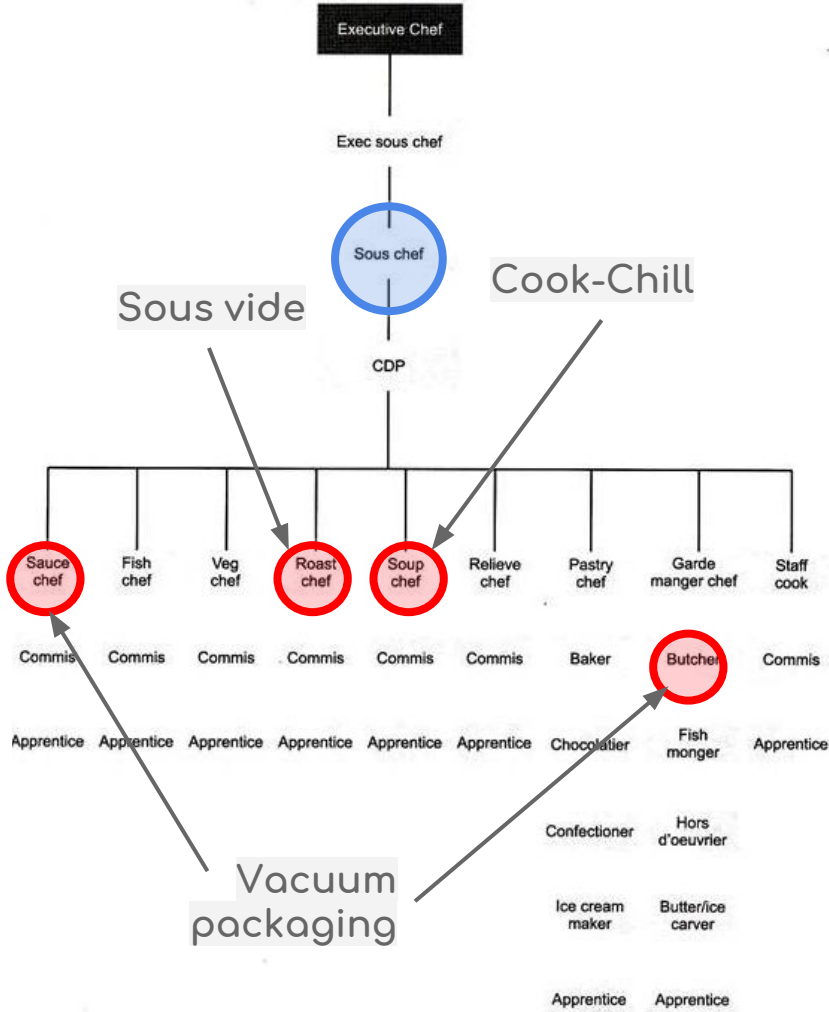 Executive Chef
Exec sous chef
Sous chef
Cook-Chill
Sous vide
CDP
Sauce chef
Fish chef
Veg chef
Roast chef
Soup chef
Relieve chef
Pastry chef
Garde manger chef
Staff cook
Commis
Commis
Commis
Commis
Commis
Commis
Baker
Butcher
Commis
Apprentice
Apprentice
Apprentice
Apprentice
Apprentice
Apprentice
Chocolatier
Fish monger
Apprentice
Confectioner
Hors d'oeuvrier
Vacuum
packaging
Ice cream maker
Butter/ice carver
Apprentice
Apprentice